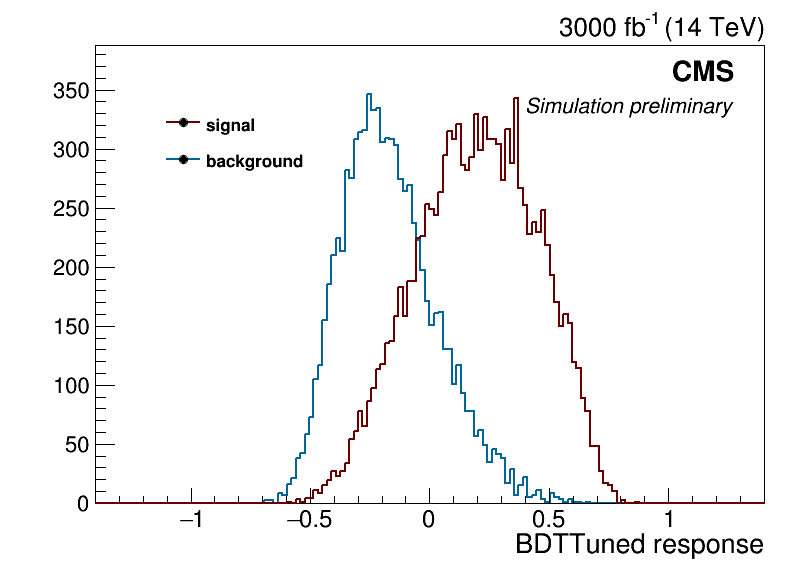 3000 fb⁻¹ (14 TeV)
CMS
Simulation preliminary
signal
background
350
300
250
200
150
100
50
0
−1 −0.5 0 0.5 1
BDTTuned response